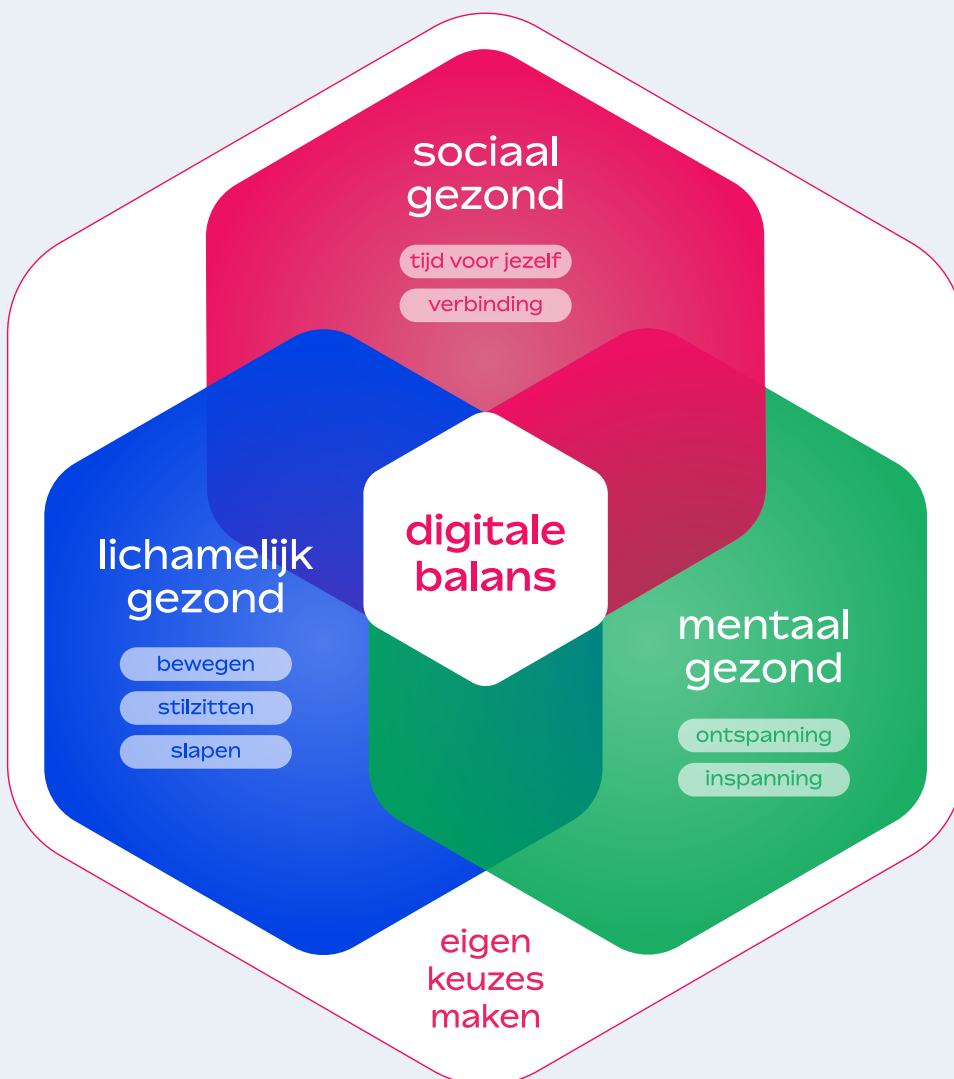 sociaal
gezond
tijd voor jezelf
verbinding
digitale
balans
lichamelijk
gezond
bewegen
stilzitten
slapen
mentaal
gezond
ontspanning
inspanning
eigen
keuzes
maken